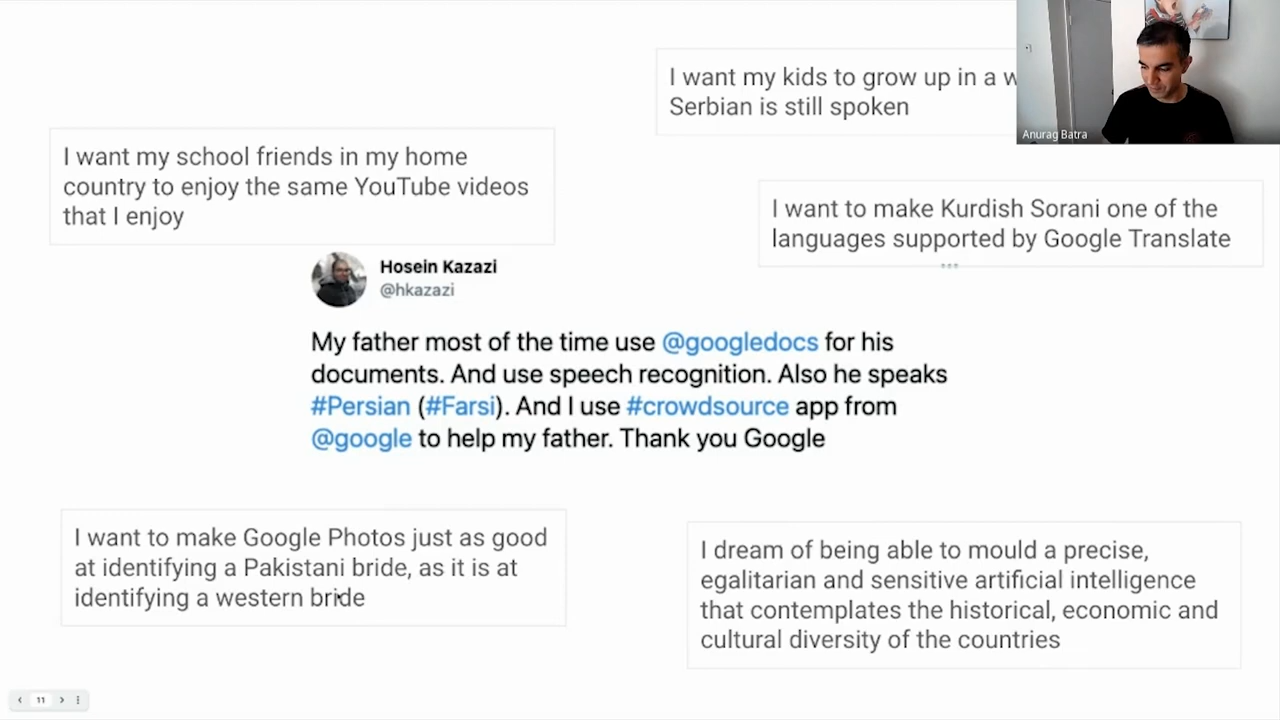 I want my kids to grow up in a
Serbian is still spoken
Anurag Batra
I want my school friends in my home
country to enjoy the same YouTube videos
that I enjoy
I want to make Kurdish Sorani one of the
languages supported by Google Translate
Hosein Kazazi
@hkazazi
My father most of the time use @googledocs for his
documents. And use speech recognition. Also he speaks
#Persian (#Farsi). And I use #crowdsource app from
@google to help my father. Thank you Google
I want to make Google Photos just as good
at identifying a Pakistani bride, as it is at
identifying a western bride
I dream of being able to mould a precise,
egalitarian and sensitive artificial intelligence
that contemplates the historical, economic and
cultural diversity of the countries
11